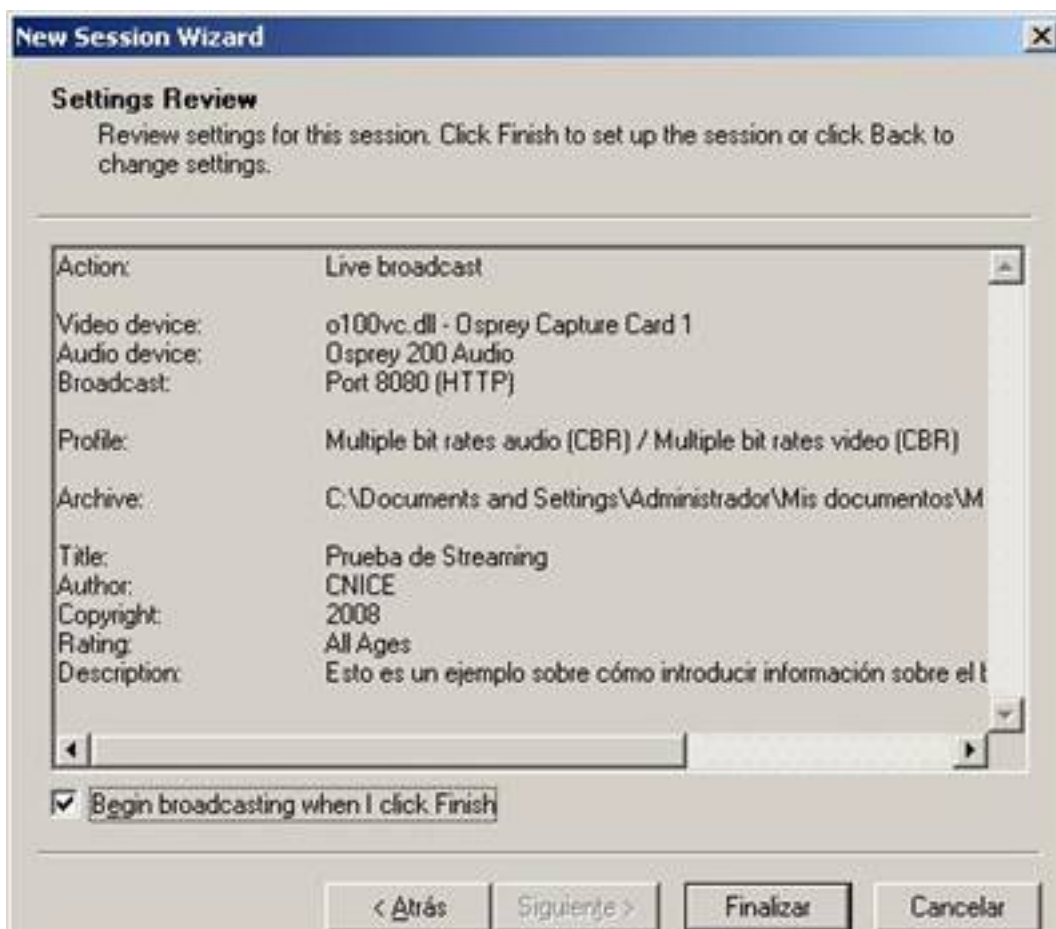 New Session Wizard
Settings Review
Review settings for this session. Click Finish to set up the session or click Back to
change settings.
Action: Live broadcast
Video device: o100vc.dll - Osprey Capture Card 1
Audio device: Osprey 200 Audio
Broadcast: Port 8080 (HTTP)
Profile: Multiple bit rates audio (CBR) / Multiple bit rates video (CBR)
Archive: C:\Documents and Settings\Administrador\Mis documentos\M
Title: Prueba de Streaming
Author: CNICE
Copyright: 2008
Rating: All Ages
Description: Esto es un ejemplo sobre cómo introducir información sobre el b
Begin broadcasting when I click Finish
< Atrás Siguiente > Finalizar Cancelar